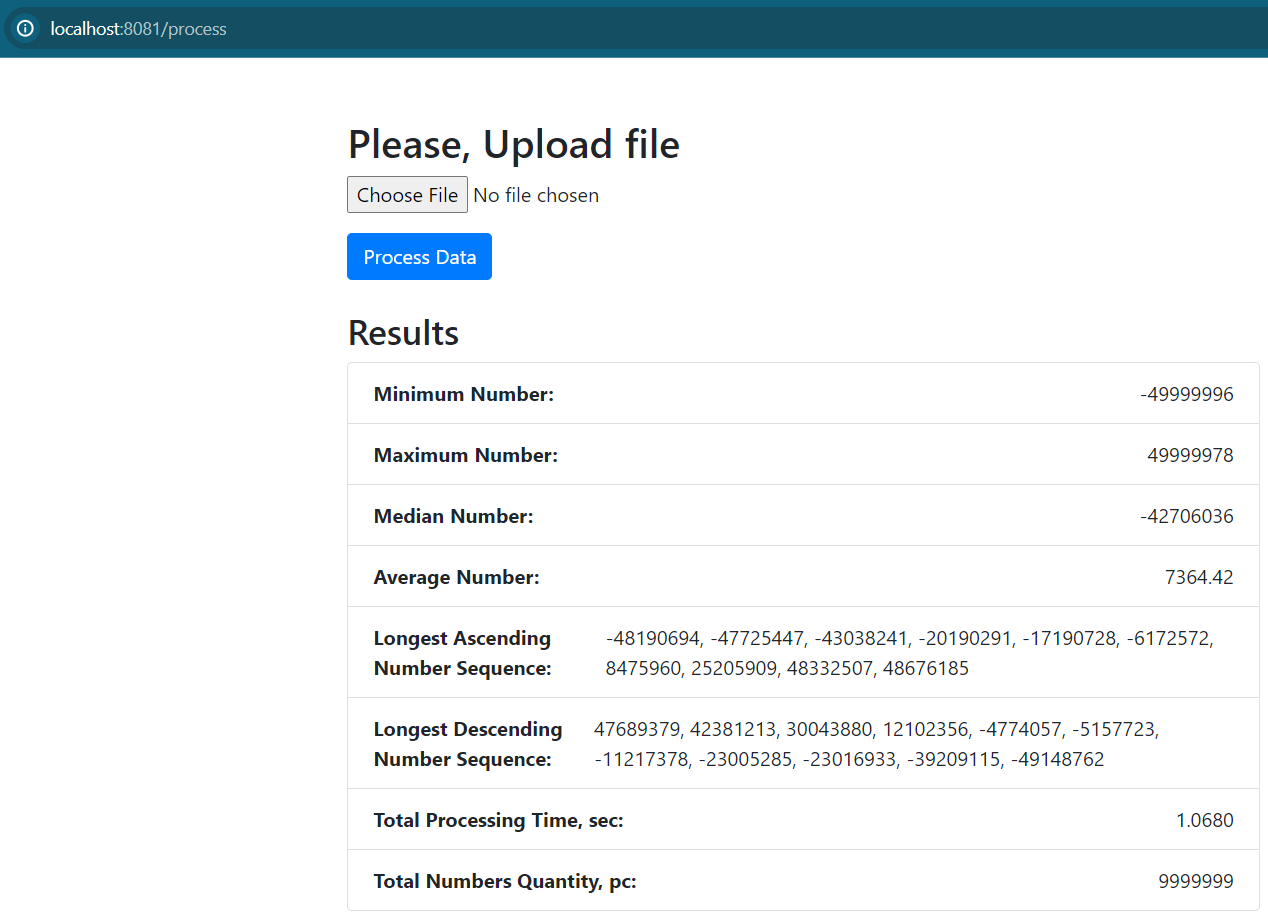 localhost:8081/process
Please, Upload file
Choose File No file chosen
Process Data
Results
Minimum Number: -49999996
Maximum Number: 49999978
Median Number: -42706036
Average Number: 7364.42
Longest Ascending -48190694, -47725447, -43038241, -20190291, -17190728, -6172572,
Number Sequence: 8475960, 25205909, 48332507, 48676185
Longest Descending 47689379, 42381213, 30043880, 12102356, -4774057, -5157723,
Number Sequence: -11217378, -23005285, -23016933, -39209115, -49148762
Total Processing Time, sec: 1.0680
Total Numbers Quantity, pc: 9999999